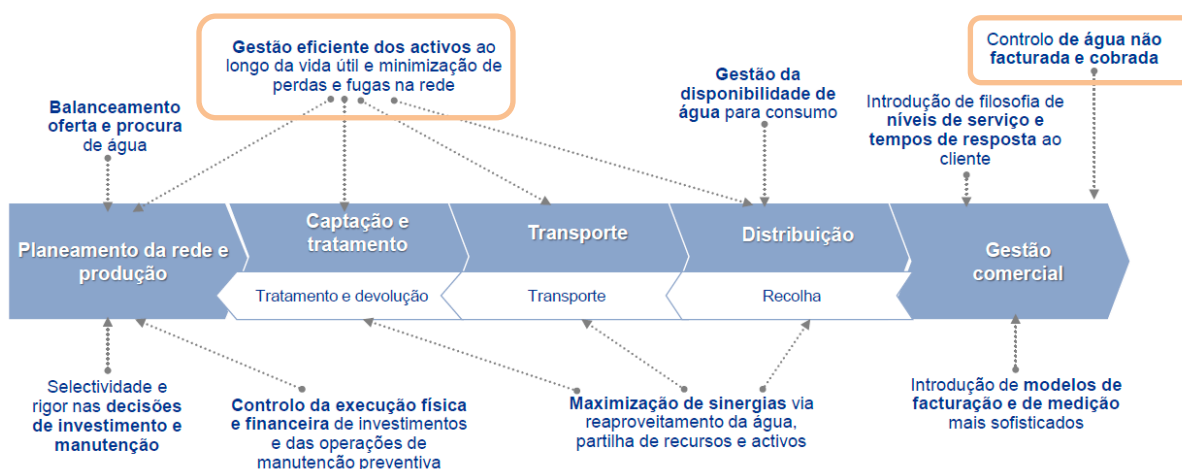 Gestão eficiente dos activos ao
longo da vida útil e minimização de
perdas e fugas na rede
Controlo de água não
facturada e cobrada
Balanceamento
oferta e procura
de água
Gestão da
disponibilidade de
água para consumo
Introdução de filosofia de
níveis de serviço e
tempos de resposta ao
cliente
Planeamento da rede e
produção
Captação e
tratamento
Transporte
Distribuição
Gestão
comercial
Tratamento e devolução
Transporte
Recolha
Selectividade e
rigor nas decisões
de investimento e
manutenção
Controlo da execução física
e financeira de investimentos
e das operações de
manutenção preventiva
Maximização de sinergias via
reaproveitamento da água,
partilha de recursos e activos
Introdução de modelos de
facturação e de medição
mais sofisticados